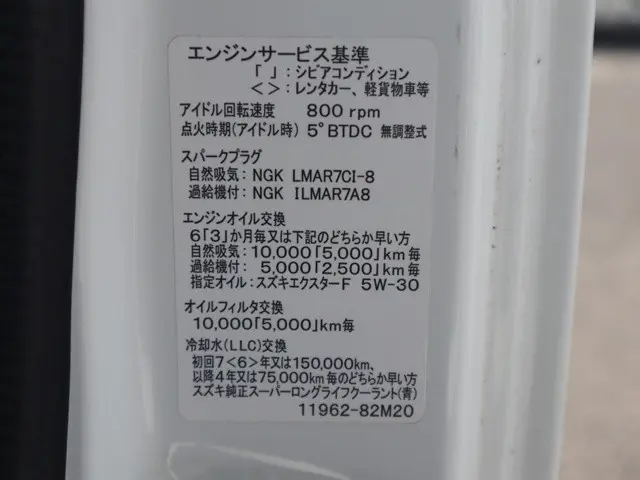 エンジンサービス基準
「 」:シビアコンディション
< >:レンタカー、軽貨物車等
アイドル回転速度 800 rpm
点火時期(アイドル時) 5°BTDC 無調整式
スパークプラグ
自然吸気: NGK LMAR7CI-8
過給機付: NGK ILMAR7A8
エンジンオイル交換
6「3」か月毎又は下記のどちらか早い方
自然吸気: 10,000「5,000」km毎
過給機付: 5,000「2,500」km毎
指定オイル: スズキエクスターF 5W-30
オイルフィルタ交換
10,000「5,000」km毎
冷却水(LLC)交換
初回7<6>年又は150,000km、
以降4年又は75,000km毎のどちらか早い方
スズキ純正スーパーロングライフクーラント(青)
11962-82M20